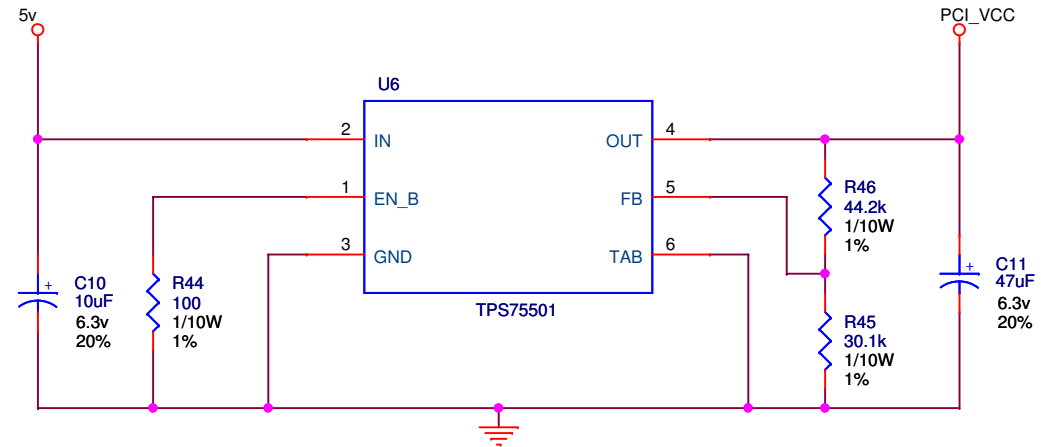 5v
PCI_VCC
U6
2
IN
OUT
4
1
EN_B
FB
5
3
GND
TAB
6
TPS75501
R46
44.2k
1/10W
1%
C10
10uF
6.3v
20%
+
R44
100
1/10W
1%
R45
30.1k
1/10W
1%
+
C11
47uF
6.3v
20%